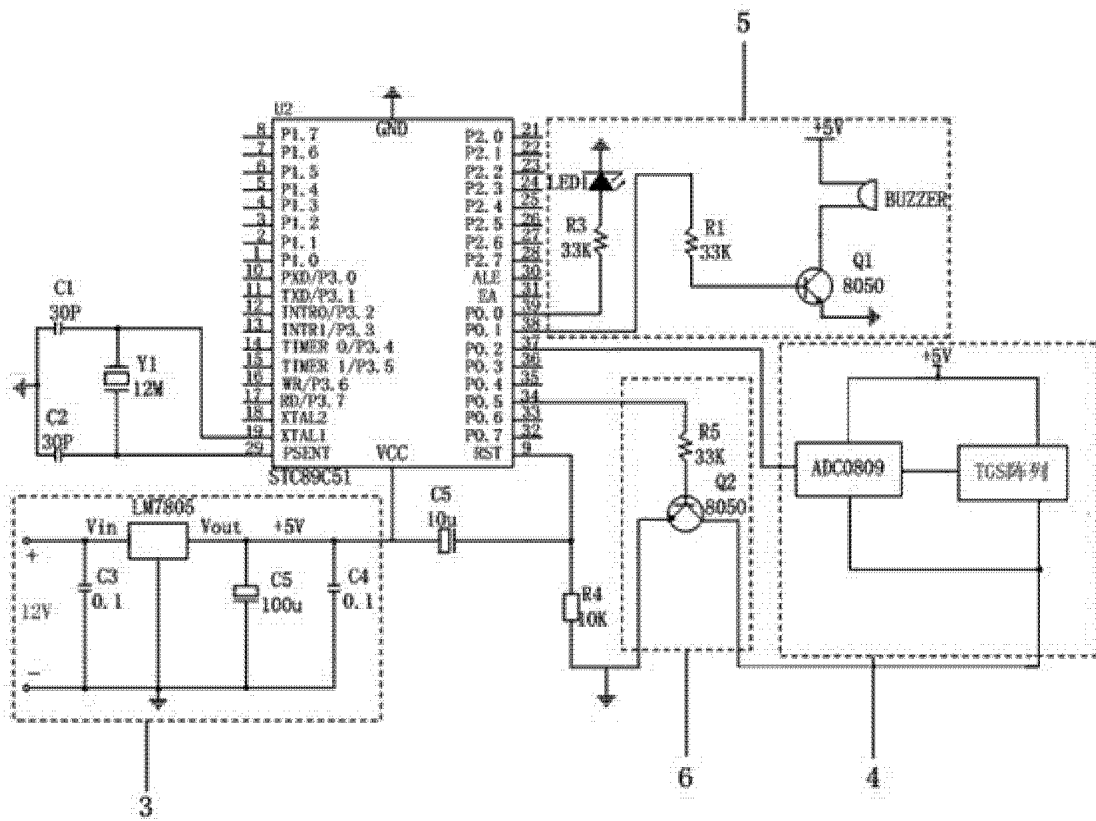 5
U2
GND
8 P1.7
7 P1.6
6 P1.5
5 P1.4
4 P1.3
3 P1.2
2 P1.1
1 P1.0
10 PXD/P3.0
11 TXD/P3.1
12 INTR0/P3.2
13 INTR1/P3.3
14 TIMER 0/P3.4
15 TIMER 1/P3.5
16 WR/P3.6
17 RD/P3.7
18 XTAL2
19 XTAL1
29 PSENT
VCC
STC89C51
P2.0 21
P2.1 22
P2.2 23
P2.3 24
P2.4 25
P2.5 26
P2.6 27
P2.7 28
ALE 30
EA 31
P0.0 39
P0.1 38
P0.2 37
P0.3 36
P0.4 35
P0.5 34
P0.6 33
P0.7 32
RST 9
LED1
R3
33K
R1
33K
+5V
BUZZER
Q1
8050
C1
30P
Y1
12M
C2
30P
R5
33K
Q2
8050
+5V
ADC0809
TGS阵列
LM7805
Vin
Vout
+5V
+
12V
−
C3
0.1
C5
100u
C4
0.1
C5
10u
R4
10K
3
6
4